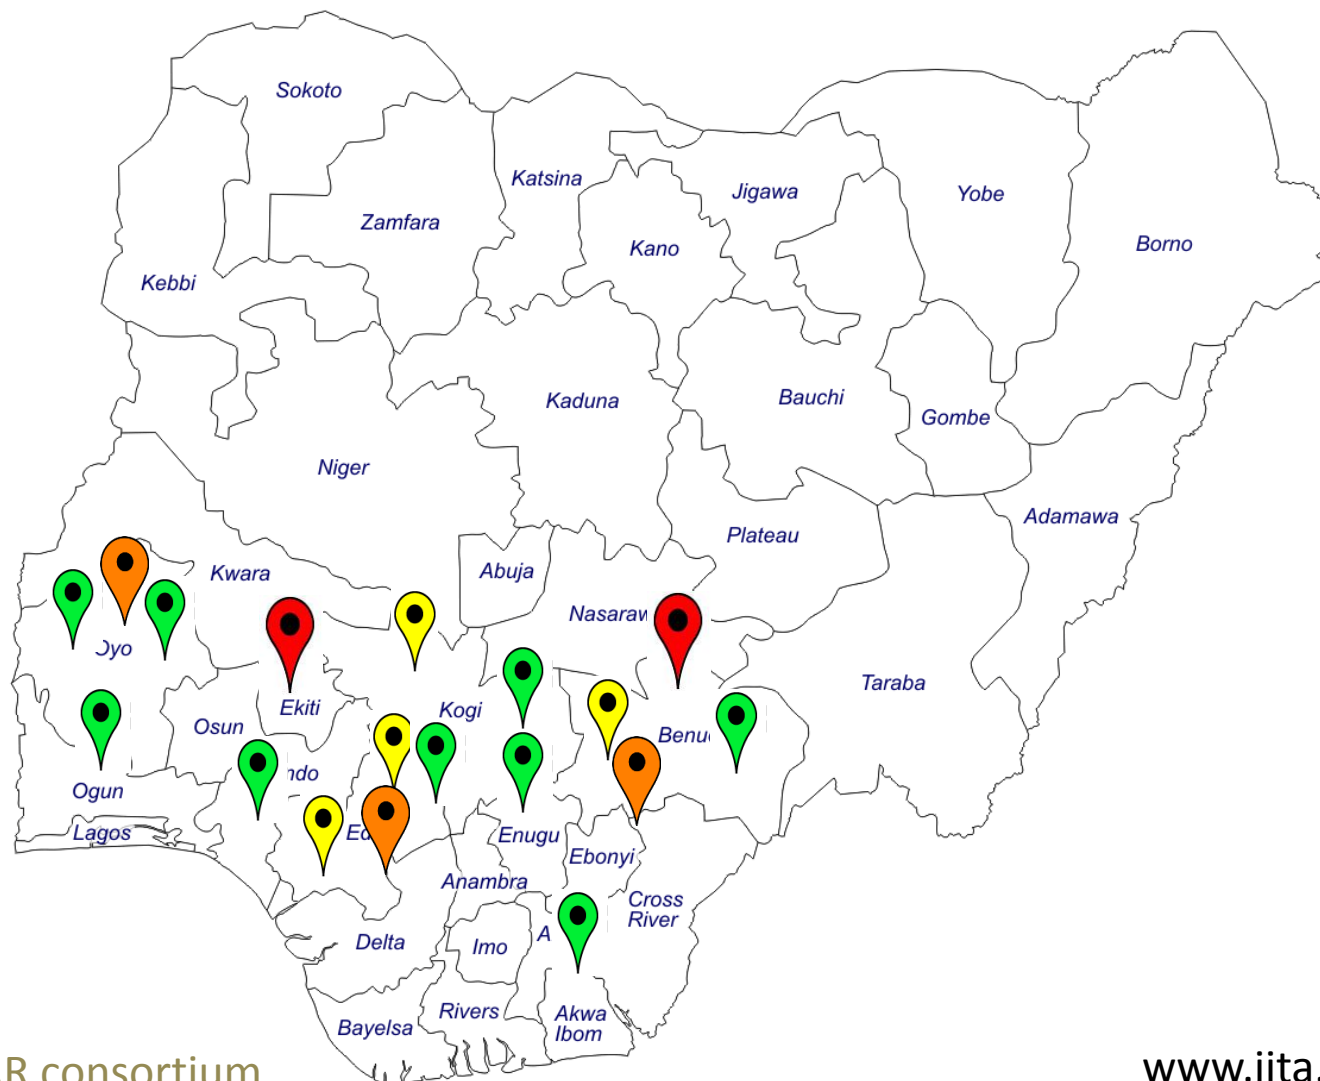 Sokoto
Katsina
Jigawa
Yobe
Zamfara
Kano
Borno
Kebbi
Kaduna
Bauchi
Gombe
Niger
Adamawa
Plateau
Kwara
Abuja
Nasaraw
Oyo
Taraba
Ekiti
Kogi
Osun
Benu
ndo
Ogun
Lagos
Ed
Enugu
Ebonyi
Anambra
Cross
River
Delta
Imo
A
Rivers
Akwa
Ibom
Bayelsa
R consortium
www.iita.